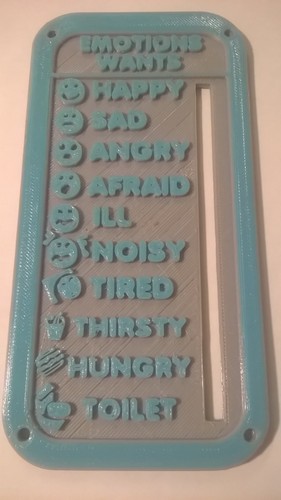 EMOTIONS
WANTS
HAPPY
SAD
ANGRY
AFRAID
ILL
NOISY
TIRED
THIRSTY
HUNGRY
TOILET